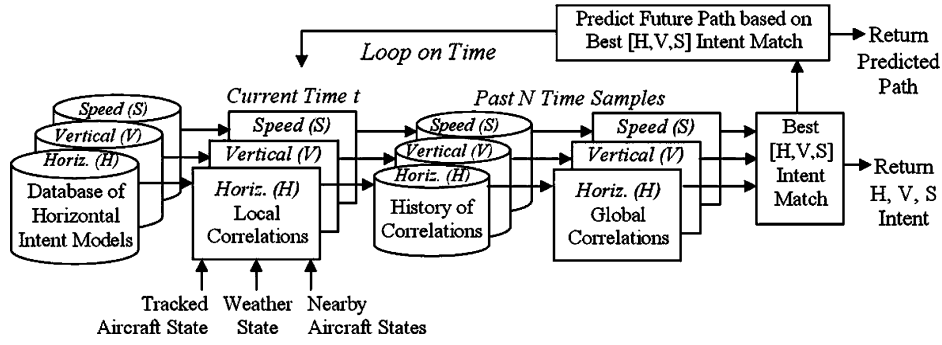 Predict Future Path based on
Best [H,V,S] Intent Match
Return
Predicted
Path
Loop on Time
Current Time t
Past N Time Samples
Speed (S)
Vertical (V)
Horiz. (H)
Database of
Horizontal
Intent Models
Speed (S)
Vertical (V)
Horiz. (H)
Local
Correlations
Speed (S)
Vertical (V)
Horiz. (H)
History of
Correlations
Speed (S)
Vertical (V)
Horiz. (H)
Global
Correlations
Best
[H,V,S]
Intent
Match
Return
H, V, S
Intent
Tracked
Aircraft State
Weather
State
Nearby
Aircraft States